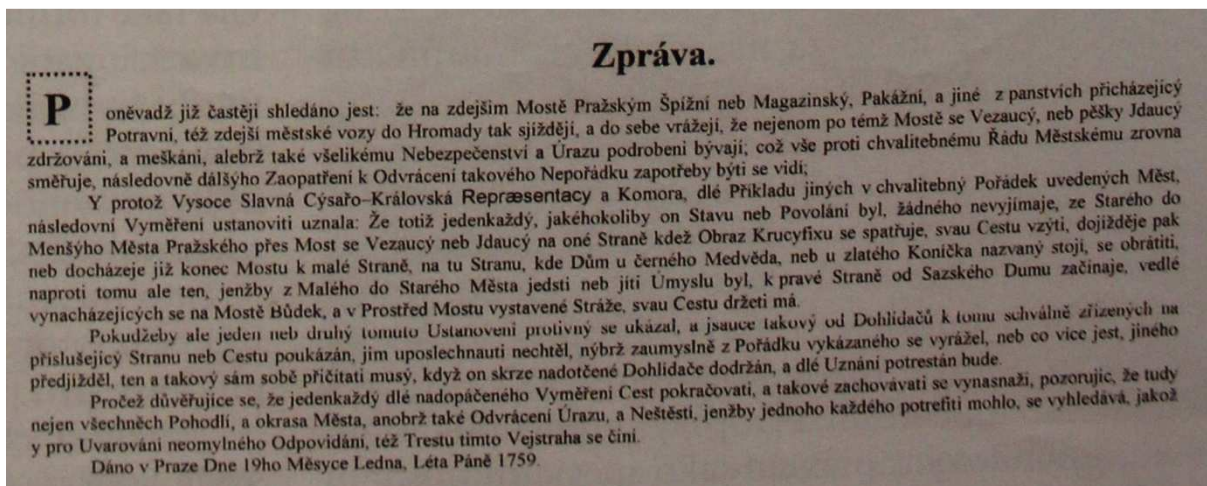 Zpráva.
Poněvadž již častěji shledáno jest: že na zdejšim Mostě Pražským Špížní neb Magazinský, Pakážní, a jiné z panstvích přicházející
Potravni, též zdejší městské vozy do Hromady tak sjíždějí, a do sebe vrážejí, že nejenom po témž Mostě se Vezaucý, neb pěšky Jdaucý
zdržováni, a meškáni, alebrž také všelikému Nebezpečenství a Úrazu podrobeni bývají; což vše proti chvalitebnému Řádu Městskému zrovna
směřuje, následovně dálšýho Zaopatření k Odvrácení takového Nepořádku zapotřeby býti se vidí;
Y protož Vysoce Slavná Cýsařo–Královská Repræsentacy a Komora, dlé Příkladu jiných v chvalitebný Pořádek uvedených Měst,
následovní Vyměření ustanoviti uznala: Že totiž jedenkaždý, jakéhokoliby on Stavu neb Povolání byl, žádného nevyjímaje, ze Starého do
Menšýho Města Pražského přes Most se Vezaucý neb Jdaucý na oné Straně kdež Obraz Krucyfixu se spatřuje, svau Cestu vzýti, dojížděje pak
neb docházeje již konec Mostu k malé Straně, na tu Stranu, kde Dům u černého Medvěda, neb u zlatého Koníčka nazvaný stojí, se obrátiti,
naproti tomu ale ten, jenžby z Malého do Starého Města jedsti neb jíti Úmyslu byl, k pravé Straně od Sazského Dumu začínaje, vedlé
vynacházejícých se na Mostě Bůdek, a v Prostřed Mostu vystavené Stráže, svau Cestu držeti má.
Pokudžeby ale jeden neb druhý tomuto Ustanovení protivný se ukázal, a jsauce takový od Dohlidačů k tomu schválně zřízených na
příslušející Stranu neb Cestu poukázán, jim uposlechnauti nechtěl, nýbrž zaumyslně z Pořádku vykázaného se vyrážel, neb co více jest, jiného
předjížděl, ten a takový sám sobě přičítati musý, když on skrze nadotčené Dohlidače dodržán, a dlé Uznání potrestán bude.
Pročež důvěřujíce se, že jedenkaždý dlé nadopáčeného Vyměření Cest pokračovati, a takové zachovávati se vynasnaži, pozorujíc, že tudy
nejen všechněch Pohodlí, a okrasa Města, anobrž také Odvrácení Úrazu, a Neštěstí, jenžby jednoho každého potrefiti mohlo, se vyhledává, jakož
y pro Uvarování neomylného Odpovídání, též Trestu timto Vejstraha se činí.
Dáno v Praze Dne 19ho Měsyce Ledna, Léta Páně 1759.